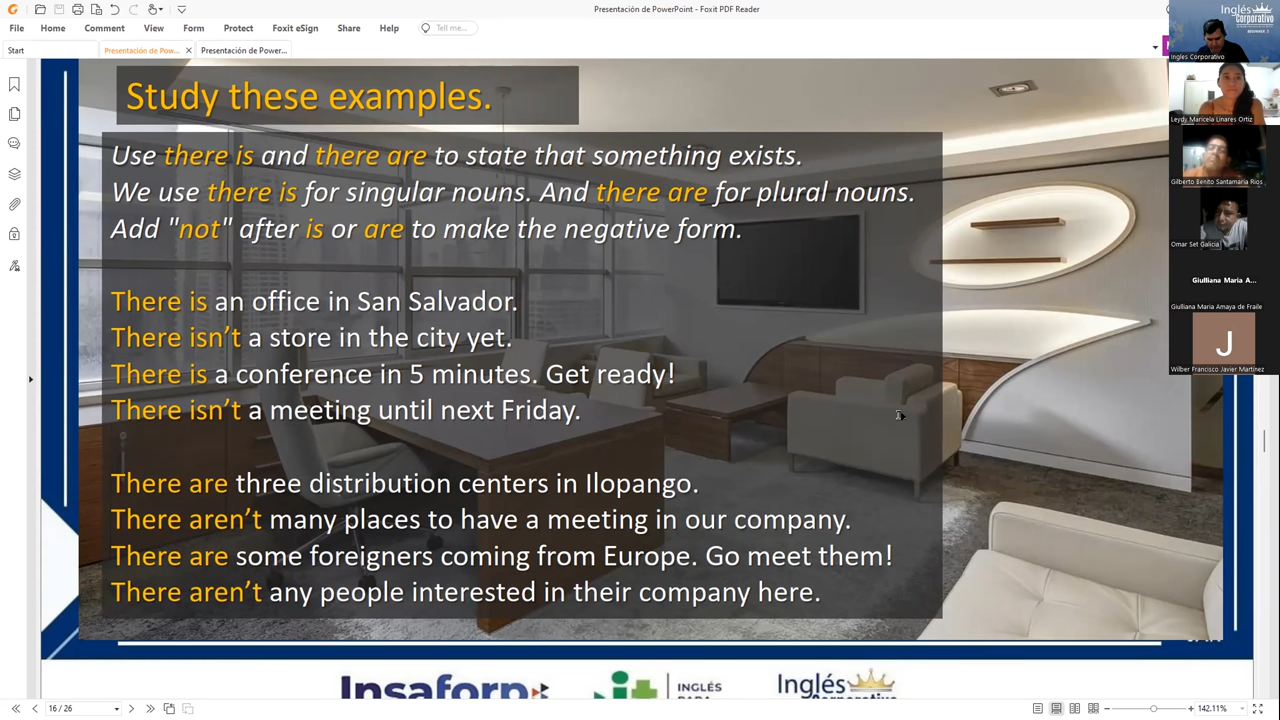 Presentación de PowerPoint - Foxit PDF Reader
File Home Comment View Form Protect Foxit eSign Share Help Tell me...
Start Presentación de Pow... Presentación de Power...
Study these examples.
Use there is and there are to state that something exists.
We use there is for singular nouns. And there are for plural nouns.
Add "not" after is or are to make the negative form.
There is an office in San Salvador.
There isn't a store in the city yet.
There is a conference in 5 minutes. Get ready!
There isn't a meeting until next Friday.
There are three distribution centers in Ilopango.
There aren't many places to have a meeting in our company.
There are some foreigners coming from Europe. Go meet them!
There aren't any people interested in their company here.
Insaforp
INGLÉS
Inglés
Corporativo
16 / 26
142.11%
Inglés
Corporativo
BEGINNER 2
Ingles Corporativo
Leydy Maricela Linares Ortiz
Gilberto Benito Santamaria Rios
Omar Set Galicia
Giulliana Maria A...
Giulliana Maria Amaya de Fraile
J
Wilber Francisco Javier Martinez